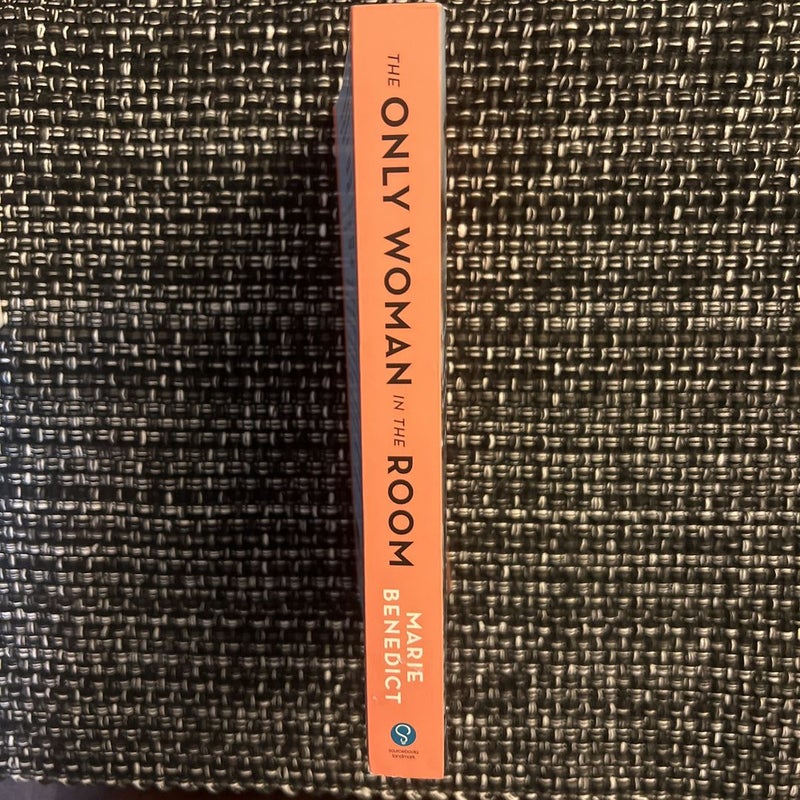 THE ONLY WOMAN IN THE ROOM
MARIE
BENEDICT
sourcebooks
landmark